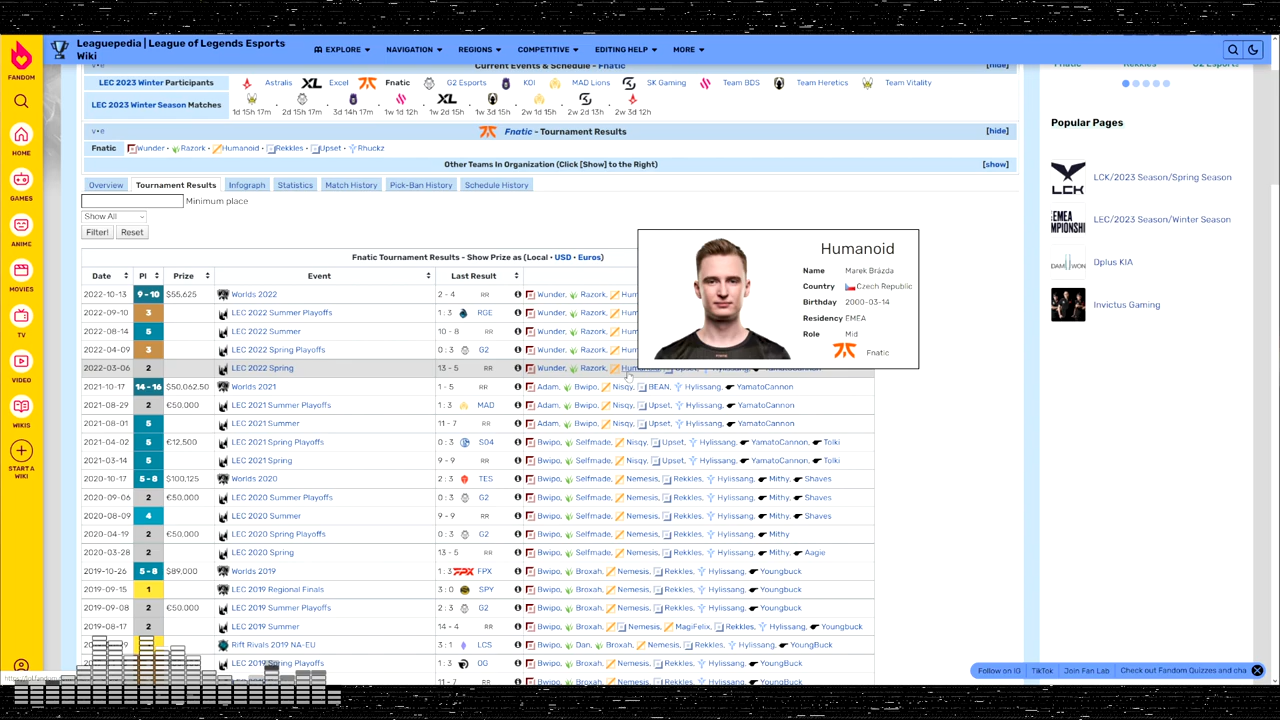 Leaguepedia | League of Legends Esports
Wiki
EXPLORE NAVIGATION REGIONS COMPETITIVE EDITING HELP MORE
FANDOM
HOME
GAMES
ANIME
MOVIES
TV
VIDEO
WIKIS
START A
WIKI
Current Events & Schedule - Fnatic [hide]
LEC 2023 Winter Participants Astralis Excel Fnatic G2 Esports KOI MAD Lions SK Gaming Team BDS Team Heretics Team Vitality
LEC 2023 Winter Season Matches
1d 15h 17m 2d 15h 17m 3d 14h 17m 1w 1d 12h 1w 2d 15h 1w 3d 15h 2w 1d 15h 2w 2d 13h 2w 3d 12h
v•e Fnatic - Tournament Results [hide]
Fnatic Wunder Razork Humanoid Rekkles Upset Rhuckz
Other Teams In Organization (Click [Show] to the Right) [show]
Overview Tournament Results Infograph Statistics Match History Pick-Ban History Schedule History
Minimum place
Show All
Filter! Reset
Fnatic Tournament Results - Show Prize as (Local • USD • Euros)
Date Pl Prize Event Last Result
2022-10-13 9 - 10 $55,625 Worlds 2022 2 - 4 RR Wunder, Razork, Hum
2022-09-10 3 LEC 2022 Summer Playoffs 1 : 3 RGE Wunder, Razork, Hum
2022-08-14 5 LEC 2022 Summer 10 - 8 RR Wunder, Razork, Hum
2022-04-09 3 LEC 2022 Spring Playoffs 0 : 3 G2 Wunder, Razork, Hum
2022-03-06 2 LEC 2022 Spring 13 - 5 RR Wunder, Razork, Humanoid, Upset, Hylissang, YamatoCannon
2021-10-17 14 - 16 $50,062.50 Worlds 2021 1 - 5 RR Adam, Bwipo, Nisqy, BEAN, Hylissang, YamatoCannon
2021-08-29 2 €50,000 LEC 2021 Summer Playoffs 1 : 3 MAD Adam, Bwipo, Nisqy, Upset, Hylissang, YamatoCannon
2021-08-01 5 LEC 2021 Summer 11 - 7 RR Adam, Bwipo, Nisqy, Upset, Hylissang, YamatoCannon
2021-04-02 5 €12,500 LEC 2021 Spring Playoffs 0 : 3 S04 Bwipo, Selfmade, Nisqy, Upset, Hylissang, YamatoCannon, Tolki
2021-03-14 5 LEC 2021 Spring 9 - 9 RR Bwipo, Selfmade, Nisqy, Upset, Hylissang, YamatoCannon, Tolki
2020-10-17 5 - 8 $100,125 Worlds 2020 2 : 3 TES Bwipo, Selfmade, Nemesis, Rekkles, Hylissang, Mithy, Shaves
2020-09-06 2 €50,000 LEC 2020 Summer Playoffs 0 : 3 G2 Bwipo, Selfmade, Nemesis, Rekkles, Hylissang, Mithy, Shaves
2020-08-09 4 LEC 2020 Summer 9 - 9 RR Bwipo, Selfmade, Nemesis, Rekkles, Hylissang, Mithy, Shaves
2020-04-19 2 €50,000 LEC 2020 Spring Playoffs 0 : 3 G2 Bwipo, Selfmade, Nemesis, Rekkles, Hylissang, Mithy
2020-03-28 2 LEC 2020 Spring 13 - 5 RR Bwipo, Selfmade, Nemesis, Rekkles, Hylissang, Mithy, Aagie
2019-10-26 5 - 8 $89,000 Worlds 2019 1 : 3 FPX Bwipo, Broxah, Nemesis, Rekkles, Hylissang, Youngbuck
2019-09-15 1 LEC 2019 Regional Finals 3 : 0 SPY Bwipo, Broxah, Nemesis, Rekkles, Hylissang, Youngbuck
2019-09-08 2 €50,000 LEC 2019 Summer Playoffs 2 : 3 G2 Bwipo, Broxah, Nemesis, Rekkles, Hylissang, Youngbuck
2019-08-17 2 LEC 2019 Summer 14 - 4 RR Bwipo, Broxah, Nemesis, MagiFelix, Rekkles, Hylissang, Youngbuck
Rift Rivals 2019 NA-EU 3 : 1 LCS Bwipo, Dan, Broxah, Nemesis, Rekkles, Hylissang, YoungBuck
LEC 2019 Spring Playoffs 1 : 3 OG Bwipo, Broxah, Nemesis, Rekkles, Hylissang, YoungBuck
Humanoid
Name Marek Brázda
Country Czech Republic
Birthday 2000-03-14
Residency EMEA
Role Mid
Fnatic
Fnatic Rekkles G2 Esports
Popular Pages
LCK/2023 Season/Spring Season
LEC/2023 Season/Winter Season
Dplus KIA
Invictus Gaming
Follow on IG TikTok Join Fan Lab Check out Fandom Quizzes and cha